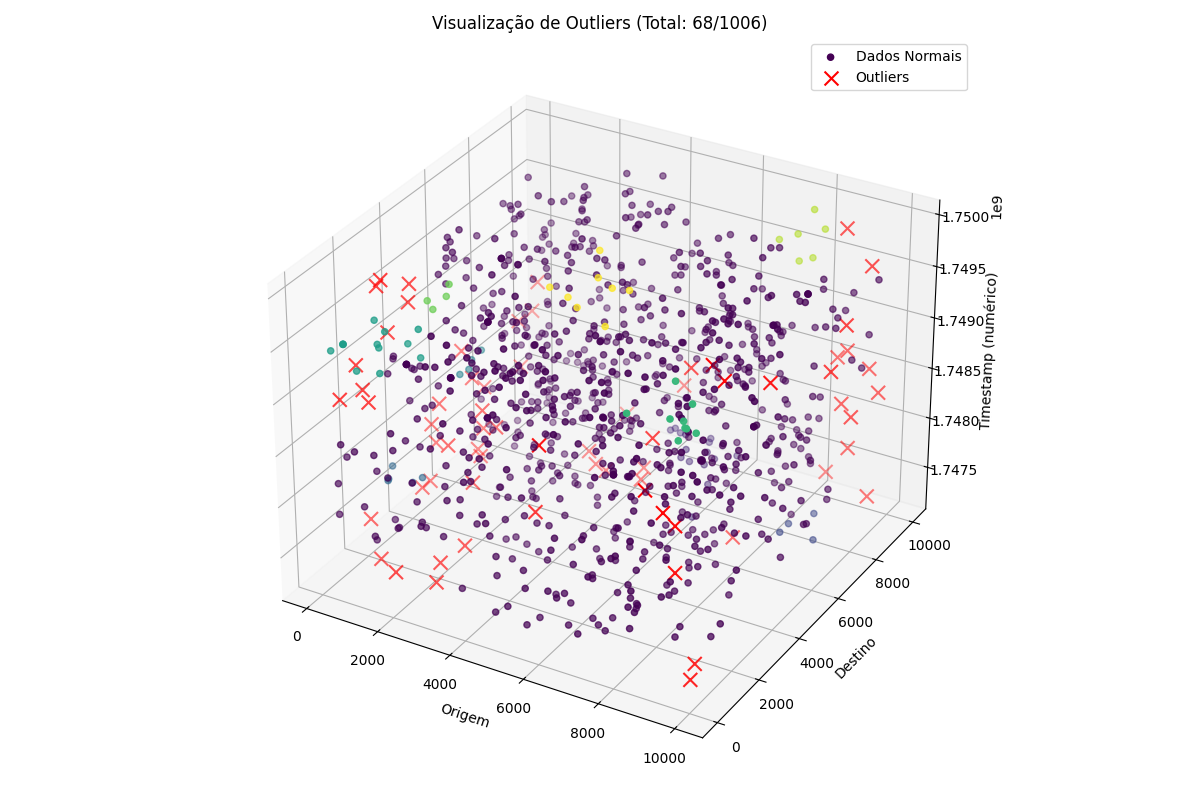 Visualização de Outliers (Total: 68/1006)
Dados Normais
Outliers
1e9
1.7500
1.7495
1.7490
1.7485
1.7480
1.7475
Timestamp (numérico)
10000
8000
6000
4000
2000
0
Destino
0
2000
4000
6000
8000
10000
Origem